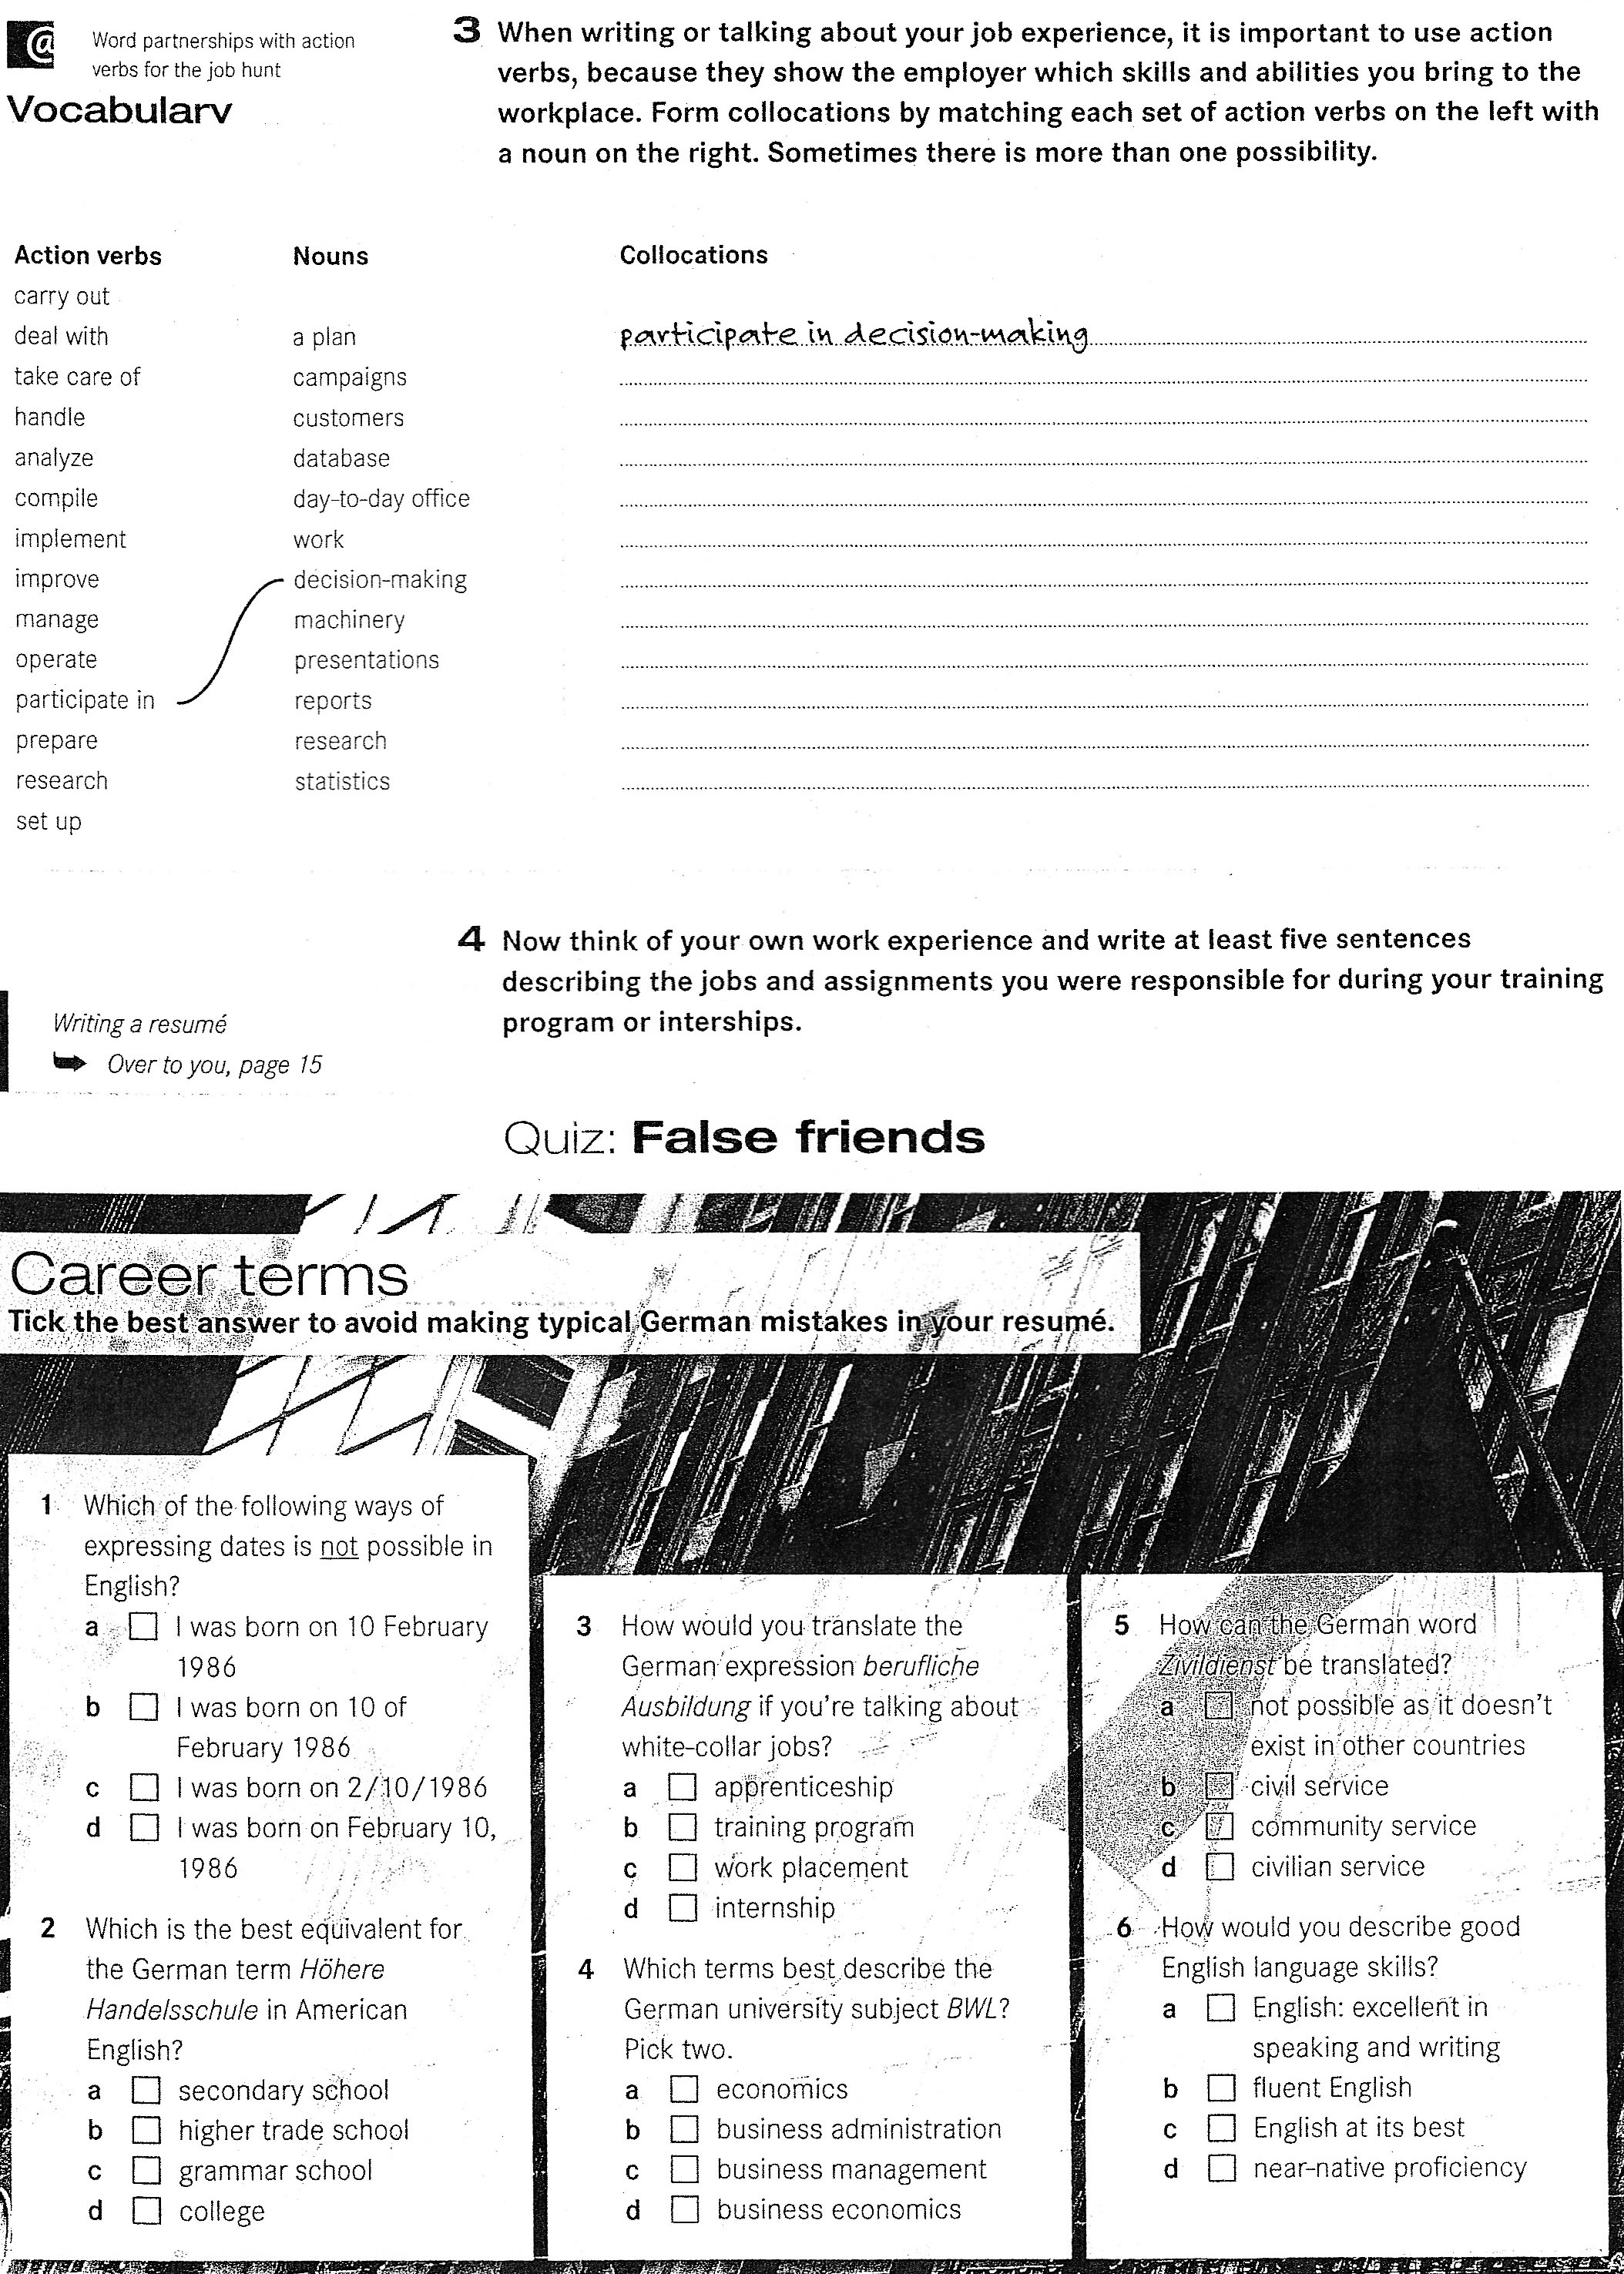 @
Word partnerships with action
verbs for the job hunt
Vocabulary
3 When writing or talking about your job experience, it is important to use action
verbs, because they show the employer which skills and abilities you bring to the
workplace. Form collocations by matching each set of action verbs on the left with
a noun on the right. Sometimes there is more than one possibility.
Action verbs Nouns Collocations
carry out
deal with a plan participate in decision-making
take care of campaigns
handle customers
analyze database
compile day-to-day office
implement work
improve decision-making
manage machinery
operate presentations
participate in reports
prepare research
research statistics
set up
4 Now think of your own work experience and write at least five sentences
describing the jobs and assignments you were responsible for during your training
program or interships.
Writing a resumé
Over to you, page 15
Quiz: False friends
Career terms
Tick the best answer to avoid making typical German mistakes in your resumé.
1 Which of the following ways of
expressing dates is not possible in
English?
a I was born on 10 February
1986
b I was born on 10 of
February 1986
c I was born on 2/10/1986
d I was born on February 10,
1986
2 Which is the best equivalent for
the German term Höhere
Handelsschule in American
English?
a secondary school
b higher trade school
c grammar school
d college
3 How would you translate the
German expression berufliche
Ausbildung if you're talking about
white-collar jobs?
a apprenticeship
b training program
c work placement
d internship
4 Which terms best describe the
German university subject BWL?
Pick two.
a economics
b business administration
c business management
d business economics
5 How can the German word
Zivildienst be translated?
a not possible as it doesn't
exist in other countries
b civil service
c community service
d civilian service
6 How would you describe good
English language skills?
a English: excellent in
speaking and writing
b fluent English
c English at its best
d near-native proficiency